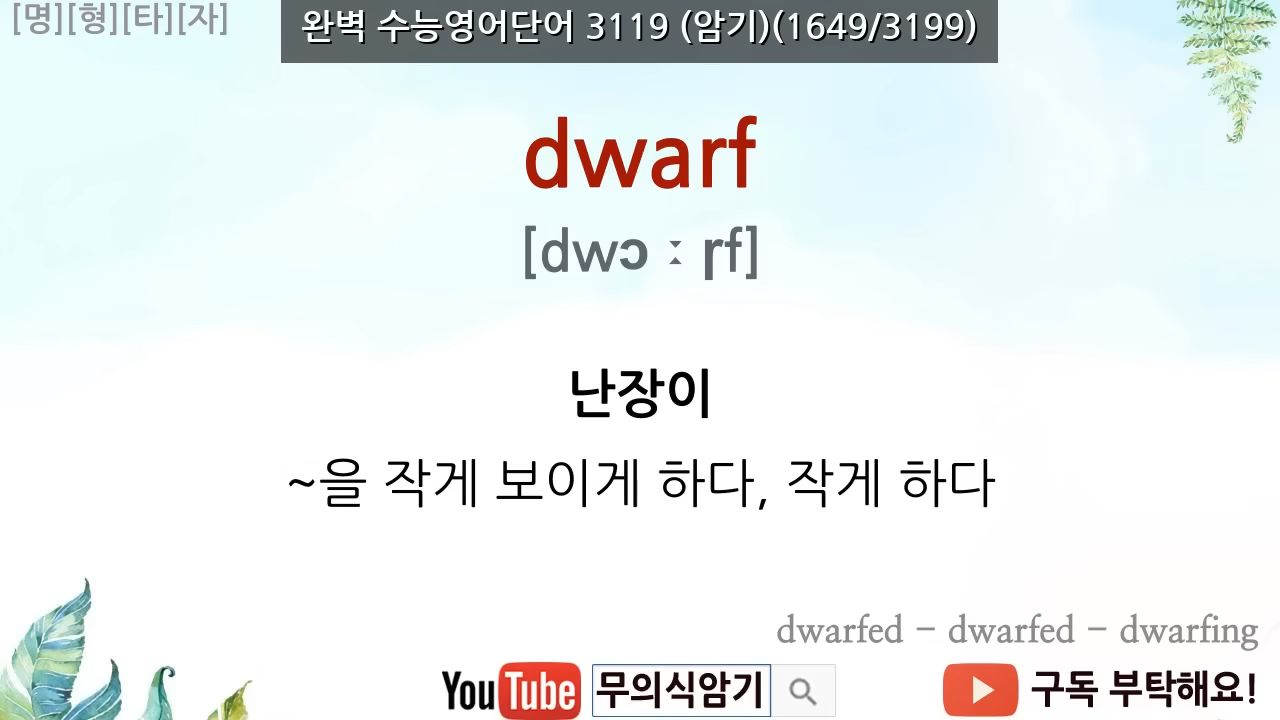 [명][형][타][자]
완벽 수능영어단어 3119 (암기)(1649/3199)
dwarf
[dwɔːrf]
난장이
~을 작게 보이게 하다, 작게 하다
dwarfed - dwarfed - dwarfing
YouTube 무의식암기
구독 부탁해요!